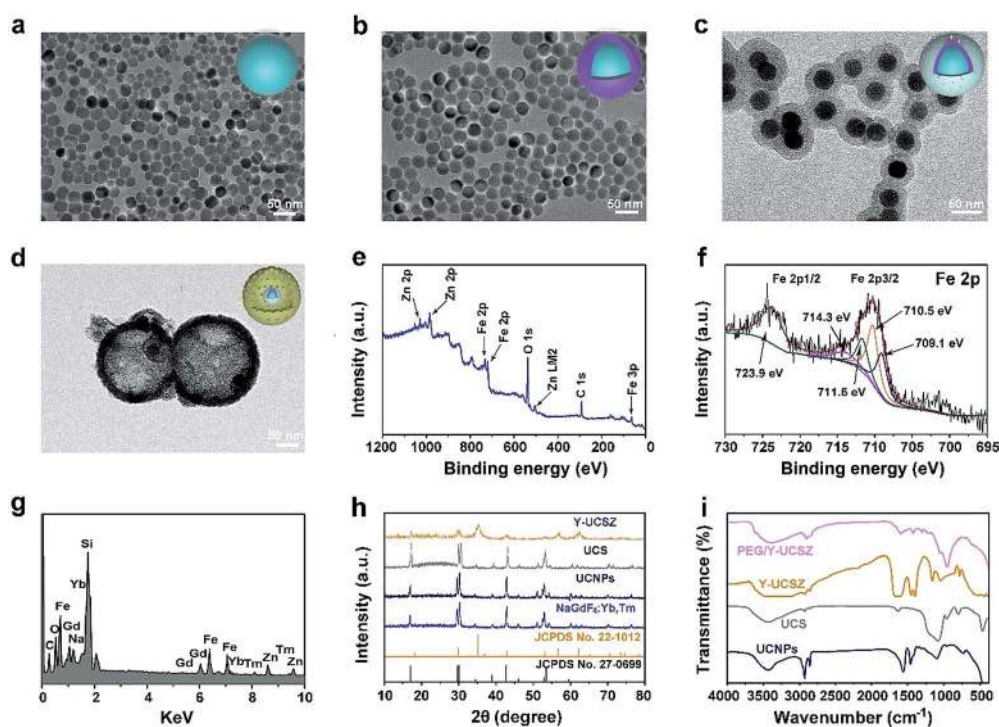 a
b
c
50 nm
50 nm
50 nm
d
e
f
50 nm
Intensity (a.u.)
Zn 2p
Zn 2p
Fe 2p
Fe 2p
O 1s
Zn LM2
C 1s
Fe 3p
1200 1000 800 600 400 200 0
Binding energy (eV)
Intensity (a.u.)
Fe 2p1/2
Fe 2p3/2
Fe 2p
714.3 eV
710.5 eV
709.1 eV
723.9 eV
711.6 eV
730 725 720 715 710 705 700 695
Binding energy (eV)
g
h
i
C
O
Fe
Gd
Na
Yb
Si
Gd
Fe
Gd
Fe
Yb
Tm
Zn
Tm
Zn
0 2 4 6 8 10
KeV
Intensity (a.u.)
Y-UCSZ
UCS
UCNPs
NaGdF4:Yb,Tm
JCPDS No. 22-1012
JCPDS No. 27-0699
10 20 30 40 50 60 70 80
2θ (degree)
Transmittance (%)
PEG/Y-UCSZ
Y-UCSZ
UCS
UCNPs
4000 3500 3000 2500 2000 1500 1000 500
Wavenumber (cm⁻¹)